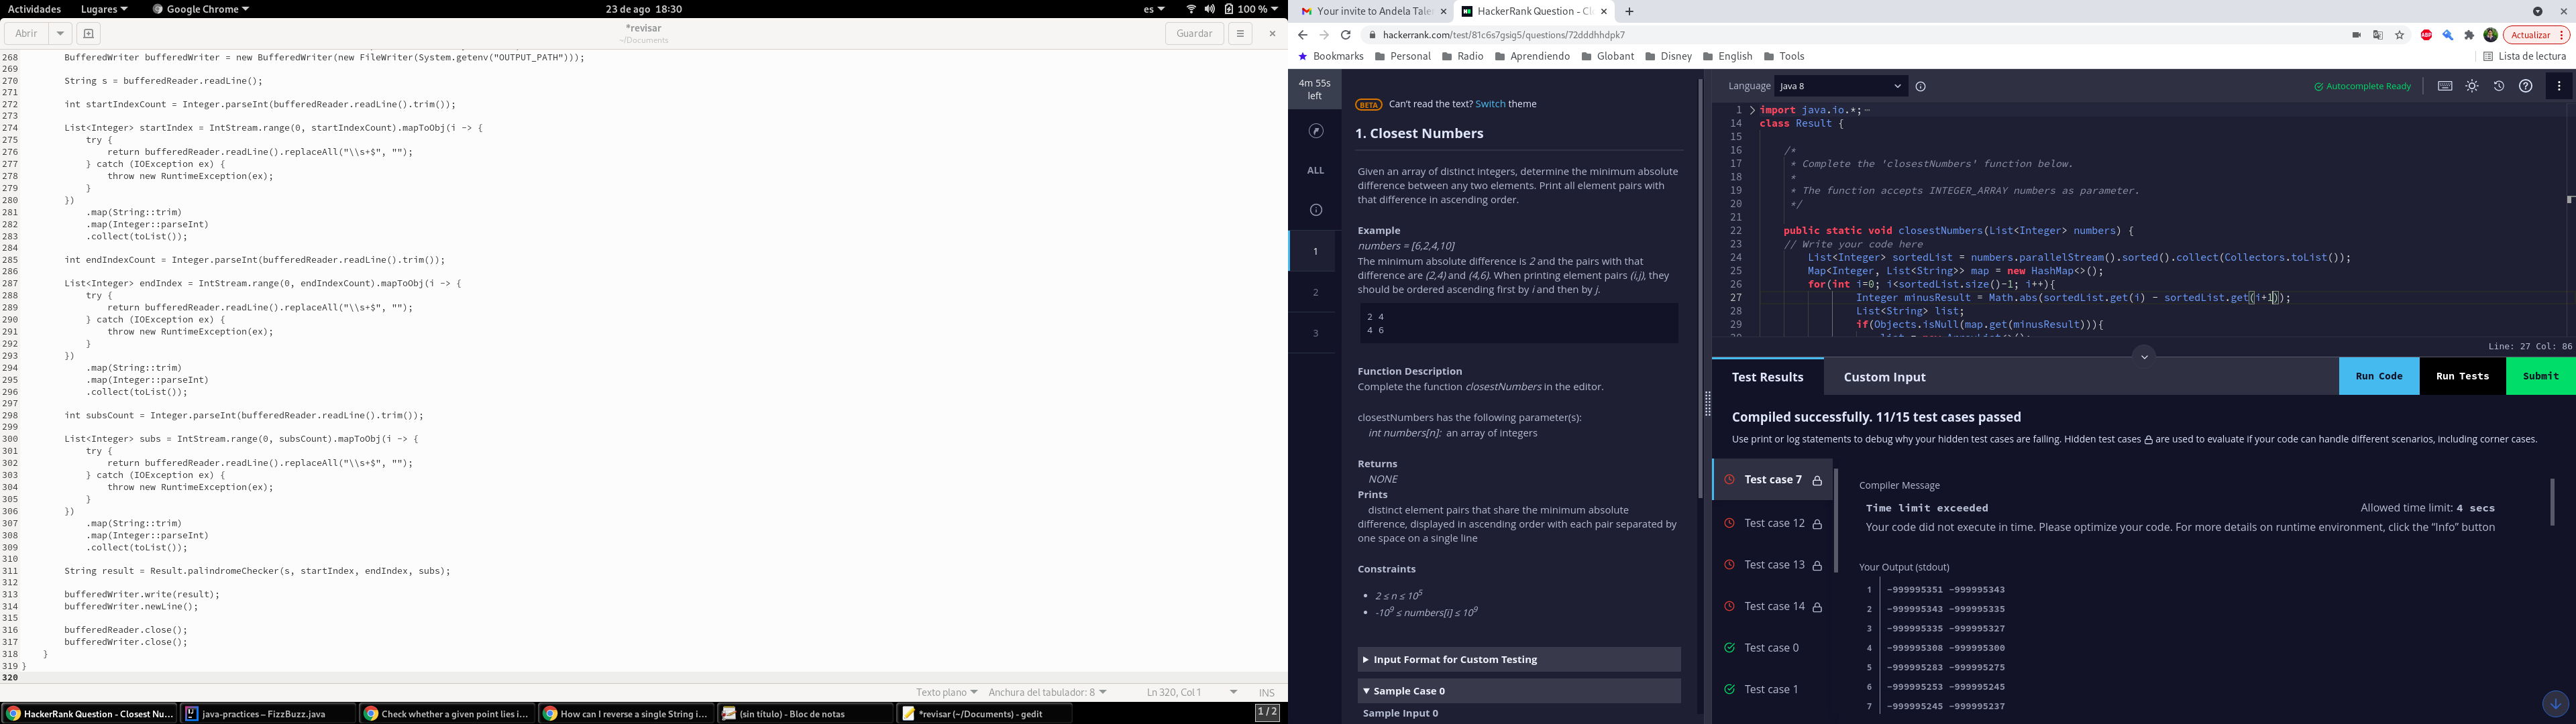 Actividades
Lugares
Google Chrome
23 de ago 18:30
es
100 %
Abrir
*revisar
~/Documents
Guardar
268 BufferedWriter bufferedWriter = new BufferedWriter(new FileWriter(System.getenv("OUTPUT_PATH")));
269
270 String s = bufferedReader.readLine();
271
272 int startIndexCount = Integer.parseInt(bufferedReader.readLine().trim());
273
274 List<Integer> startIndex = IntStream.range(0, startIndexCount).mapToObj(i -> {
275 try {
276 return bufferedReader.readLine().replaceAll("\\s+$", "");
277 } catch (IOException ex) {
278 throw new RuntimeException(ex);
279 }
280 })
281 .map(String::trim)
282 .map(Integer::parseInt)
283 .collect(toList());
284
285 int endIndexCount = Integer.parseInt(bufferedReader.readLine().trim());
286
287 List<Integer> endIndex = IntStream.range(0, endIndexCount).mapToObj(i -> {
288 try {
289 return bufferedReader.readLine().replaceAll("\\s+$", "");
290 } catch (IOException ex) {
291 throw new RuntimeException(ex);
292 }
293 })
294 .map(String::trim)
295 .map(Integer::parseInt)
296 .collect(toList());
297
298 int subsCount = Integer.parseInt(bufferedReader.readLine().trim());
299
300 List<Integer> subs = IntStream.range(0, subsCount).mapToObj(i -> {
301 try {
302 return bufferedReader.readLine().replaceAll("\\s+$", "");
303 } catch (IOException ex) {
304 throw new RuntimeException(ex);
305 }
306 })
307 .map(String::trim)
308 .map(Integer::parseInt)
309 .collect(toList());
310
311 String result = Result.palindromeChecker(s, startIndex, endIndex, subs);
312
313 bufferedWriter.write(result);
314 bufferedWriter.newLine();
315
316 bufferedReader.close();
317 bufferedWriter.close();
318 }
319 }
320
Texto plano Anchura del tabulador: 8 Ln 320, Col 1 INS
HackerRank Question - Closest Nu...
java-practices – FizzBuzz.java
Check whether a given point lies i...
How can I reverse a single String i...
(sin título) - Bloc de notas
*revisar (~/Documents) - gedit
1 / 2
Your invite to Andela Tale
HackerRank Question - Cl
hackerrank.com/test/81c6s7gsig5/questions/72dddhhdpk7
ABP
Actualizar
Bookmarks
Personal
Radio
Aprendiendo
Globant
Disney
English
Tools
Lista de lectura
4m 55s
left
ALL
1
2
3
BETA Can't read the text? Switch theme
1. Closest Numbers
Given an array of distinct integers, determine the minimum absolute
difference between any two elements. Print all element pairs with
that difference in ascending order.
Example
numbers = [6,2,4,10]
The minimum absolute difference is 2 and the pairs with that
difference are (2,4) and (4,6). When printing element pairs (i,j), they
should be ordered ascending first by i and then by j.
2 4
4 6
Function Description
Complete the function closestNumbers in the editor.
closestNumbers has the following parameter(s):
int numbers[n]: an array of integers
Returns
NONE
Prints
distinct element pairs that share the minimum absolute
difference, displayed in ascending order with each pair separated by
one space on a single line
Constraints
• 2 ≤ n ≤ 10⁵
• -10⁹ ≤ numbers[i] ≤ 10⁹
Input Format for Custom Testing
Sample Case 0
Sample Input 0
Language Java 8
Autocomplete Ready
1 import java.io.*;
14 class Result {
15
16 /*
17 * Complete the 'closestNumbers' function below.
18 *
19 * The function accepts INTEGER_ARRAY numbers as parameter.
20 */
21
22 public static void closestNumbers(List<Integer> numbers) {
23 // Write your code here
24 List<Integer> sortedList = numbers.parallelStream().sorted().collect(Collectors.toList());
25 Map<Integer, List<String>> map = new HashMap<>();
26 for(int i=0; i<sortedList.size()-1; i++){
27 Integer minusResult = Math.abs(sortedList.get(i) - sortedList.get(i+1));
28 List<String> list;
29 if(Objects.isNull(map.get(minusResult))){
Line: 27 Col: 86
Test Results
Custom Input
Run Code
Run Tests
Submit
Compiled successfully. 11/15 test cases passed
Use print or log statements to debug why your hidden test cases are failing. Hidden test cases are used to evaluate if your code can handle different scenarios, including corner cases.
Test case 7
Test case 12
Test case 13
Test case 14
Test case 0
Test case 1
Compiler Message
Time limit exceeded
Allowed time limit: 4 secs
Your code did not execute in time. Please optimize your code. For more details on runtime environment, click the “Info” button
Your Output (stdout)
1 -999995351 -999995343
2 -999995343 -999995335
3 -999995335 -999995327
4 -999995308 -999995300
5 -999995283 -999995275
6 -999995253 -999995245
7 -999995245 -999995237